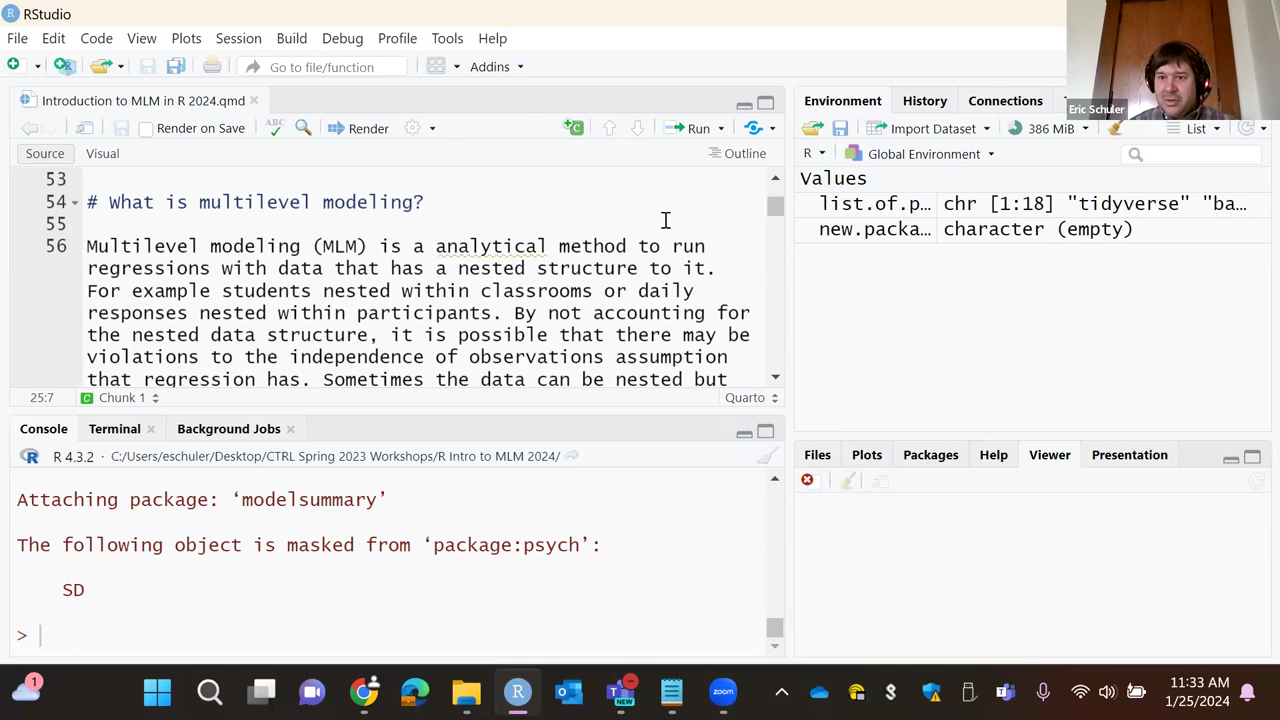 RStudio
File Edit Code View Plots Session Build Debug Profile Tools Help
Go to file/function Addins
Eric Schuler
Introduction to MLM in R 2024.qmd
Render on Save ABC Render Run
Source Visual Outline
53
54 # What is multilevel modeling?
55
56 Multilevel modeling (MLM) is a analytical method to run
regressions with data that has a nested structure to it.
For example students nested within classrooms or daily
responses nested within participants. By not accounting for
the nested data structure, it is possible that there may be
violations to the independence of observations assumption
that regression has. Sometimes the data can be nested but
25:7 Chunk 1 Quarto
Environment History Connections
Import Dataset 386 MiB List
R Global Environment
Values
list.of.p… chr [1:18] "tidyverse" "ba…
new.packa… character (empty)
Console Terminal Background Jobs
R 4.3.2 · C:/Users/eschuler/Desktop/CTRL Spring 2023 Workshops/R Intro to MLM 2024/
Attaching package: ‘modelsummary’
The following object is masked from ‘package:psych’:
SD
>
Files Plots Packages Help Viewer Presentation
1
NEW
zoom
11:33 AM
1/25/2024